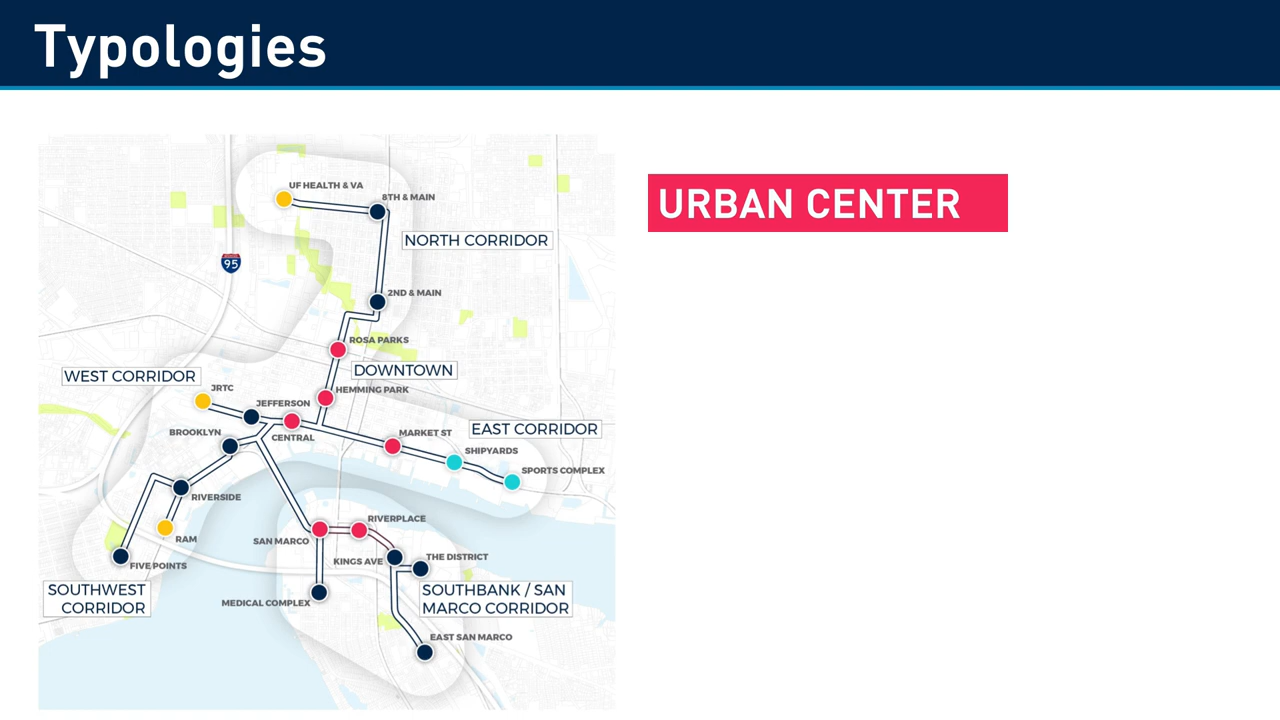 Typologies
UF HEALTH & VA
8TH & MAIN
NORTH CORRIDOR
95
2ND & MAIN
ROSA PARKS
DOWNTOWN
WEST CORRIDOR
JRTC
HEMMING PARK
JEFFERSON
BROOKLYN
CENTRAL
MARKET ST
EAST CORRIDOR
SHIPYARDS
SPORTS COMPLEX
RIVERSIDE
RAM
FIVE POINTS
SAN MARCO
RIVERPLACE
KINGS AVE
THE DISTRICT
SOUTHWEST
CORRIDOR
SOUTHBANK / SAN
MARCO CORRIDOR
MEDICAL COMPLEX
EAST SAN MARCO
URBAN CENTER